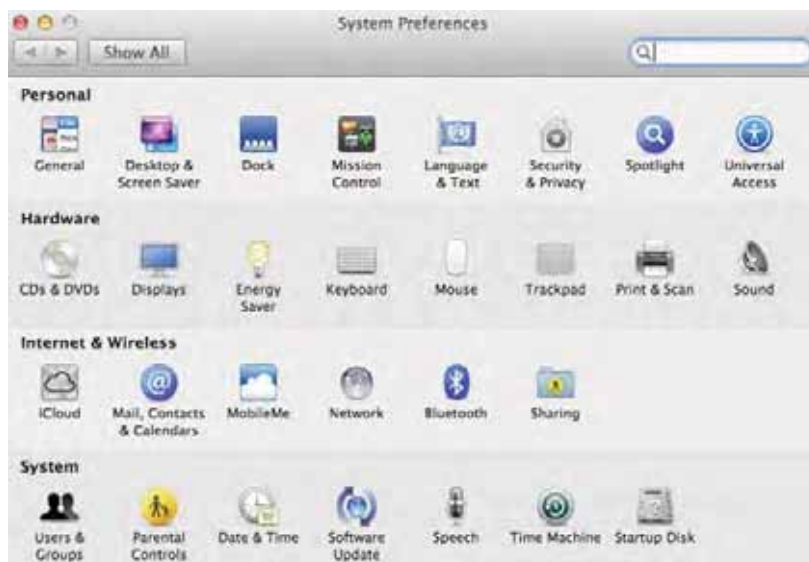 System Preferences
Show All
Personal
General
Desktop & Screen Saver
Dock
Mission Control
Language & Text
Security & Privacy
Spotlight
Universal Access
Hardware
CDs & DVDs
Displays
Energy Saver
Keyboard
Mouse
Trackpad
Print & Scan
Sound
Internet & Wireless
iCloud
Mail, Contacts & Calendars
MobileMe
Network
Bluetooth
Sharing
System
Users & Groups
Parental Controls
Date & Time
Software Update
Speech
Time Machine
Startup Disk